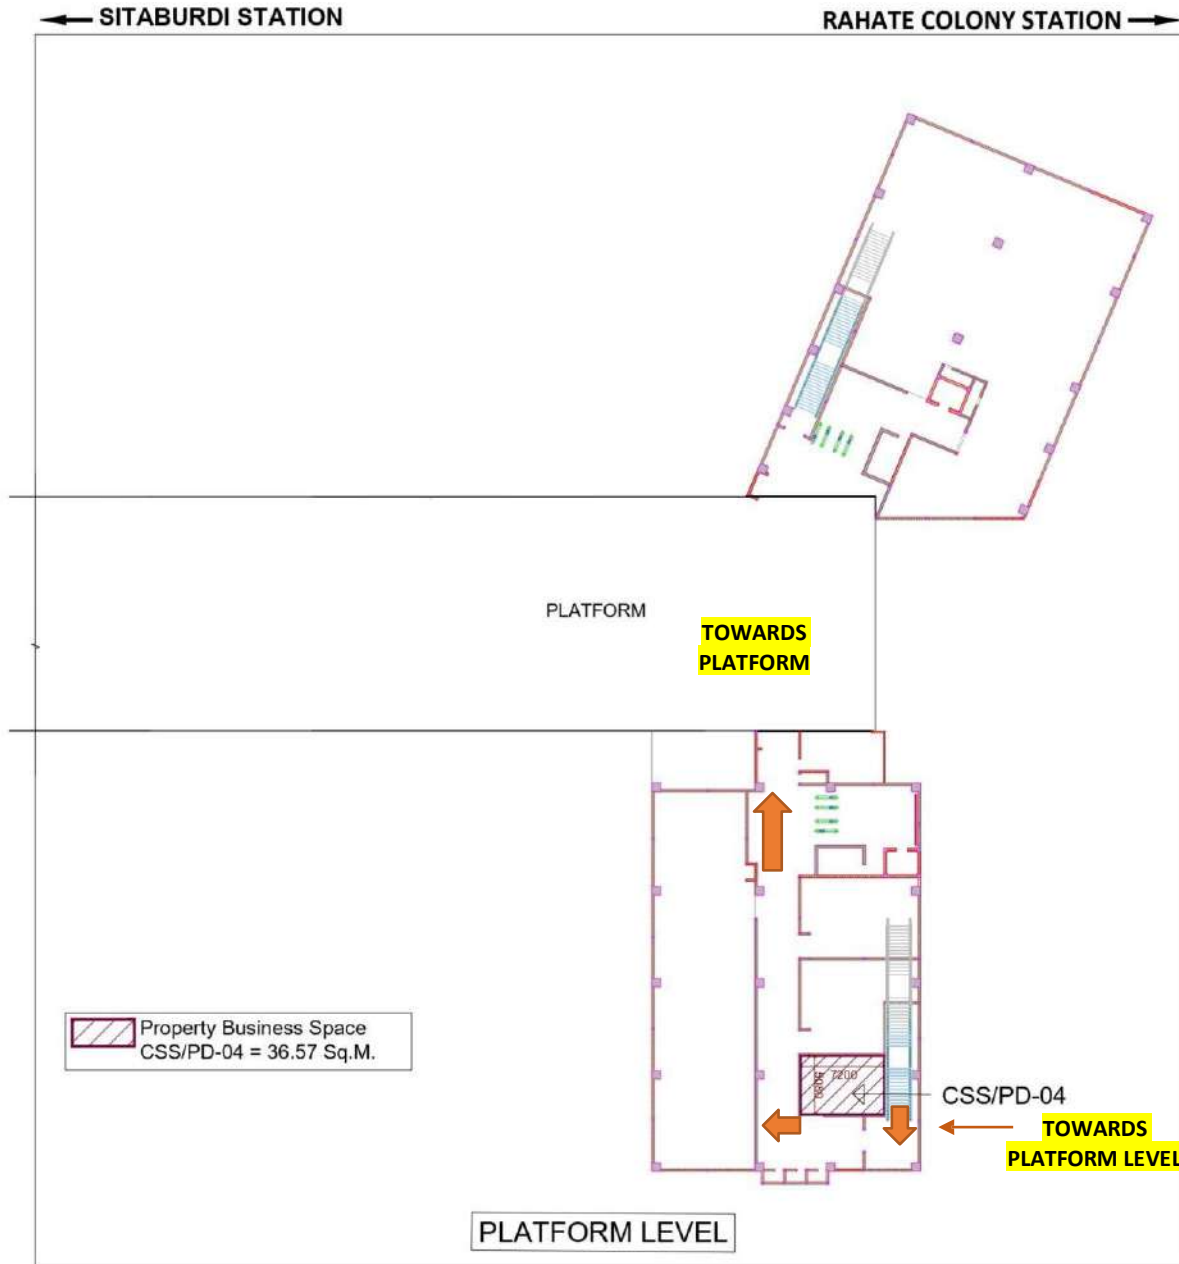 SITABURDI STATION
RAHATE COLONY STATION
PLATFORM
TOWARDS
PLATFORM
Property Business Space
CSS/PD-04 = 36.57 Sq.M.
7200
5080
CSS/PD-04
TOWARDS
PLATFORM LEVEL
PLATFORM LEVEL